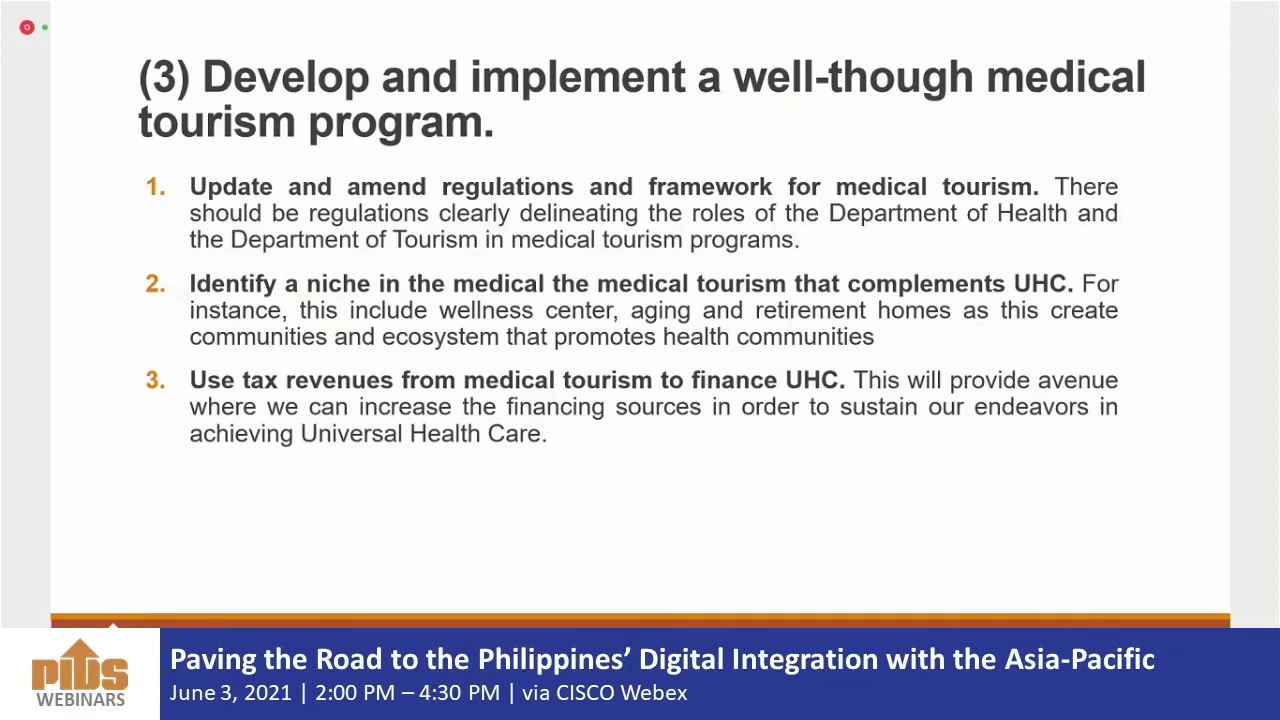 (3) Develop and implement a well-though medical
tourism program.
1. Update and amend regulations and framework for medical tourism. There
should be regulations clearly delineating the roles of the Department of Health and
the Department of Tourism in medical tourism programs.
2. Identify a niche in the medical the medical tourism that complements UHC. For
instance, this include wellness center, aging and retirement homes as this create
communities and ecosystem that promotes health communities
3. Use tax revenues from medical tourism to finance UHC. This will provide avenue
where we can increase the financing sources in order to sustain our endeavors in
achieving Universal Health Care.
PIDS
WEBINARS
Paving the Road to the Philippines’ Digital Integration with the Asia-Pacific
June 3, 2021 | 2:00 PM – 4:30 PM | via CISCO Webex